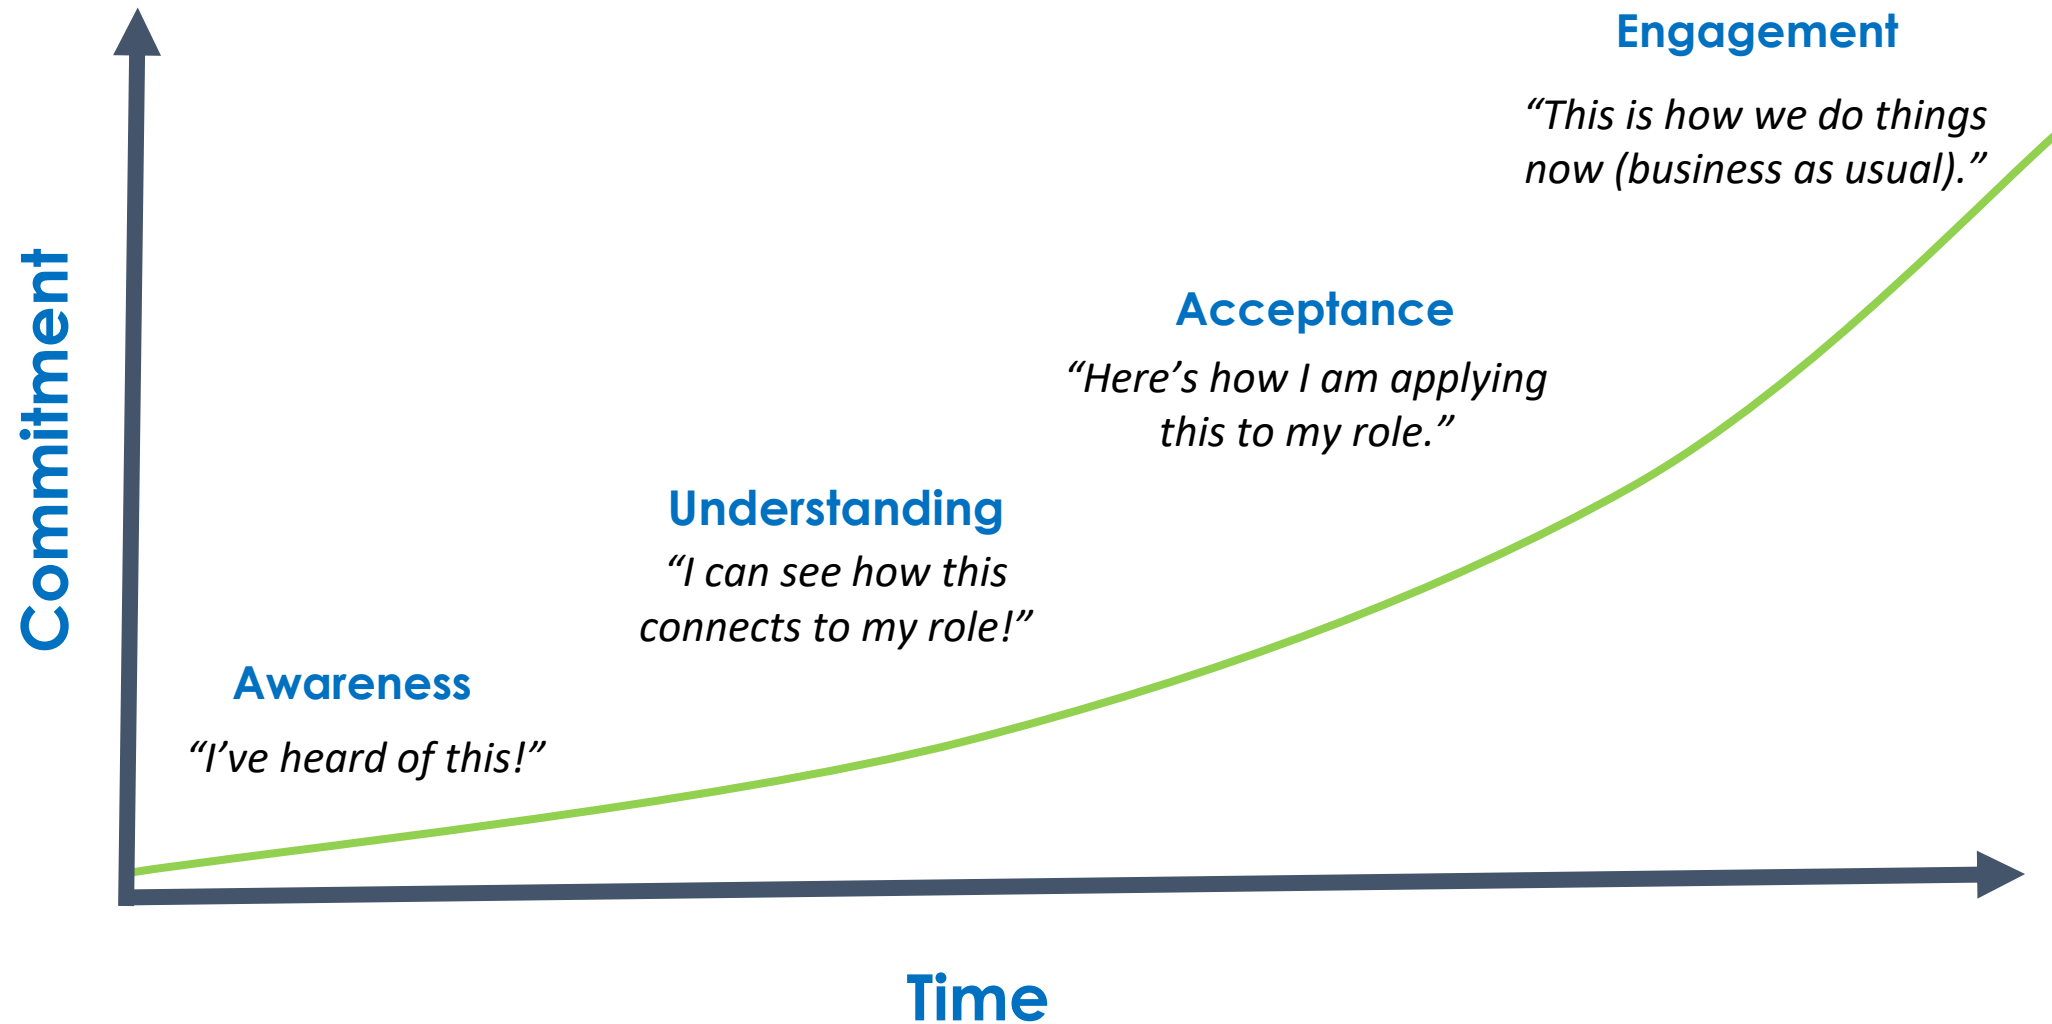 Engagement
“This is how we do things
now (business as usual).”
Acceptance
“Here’s how I am applying
this to my role.”
Understanding
“I can see how this
connects to my role!”
Awareness
“I’ve heard of this!”
Commitment
Time